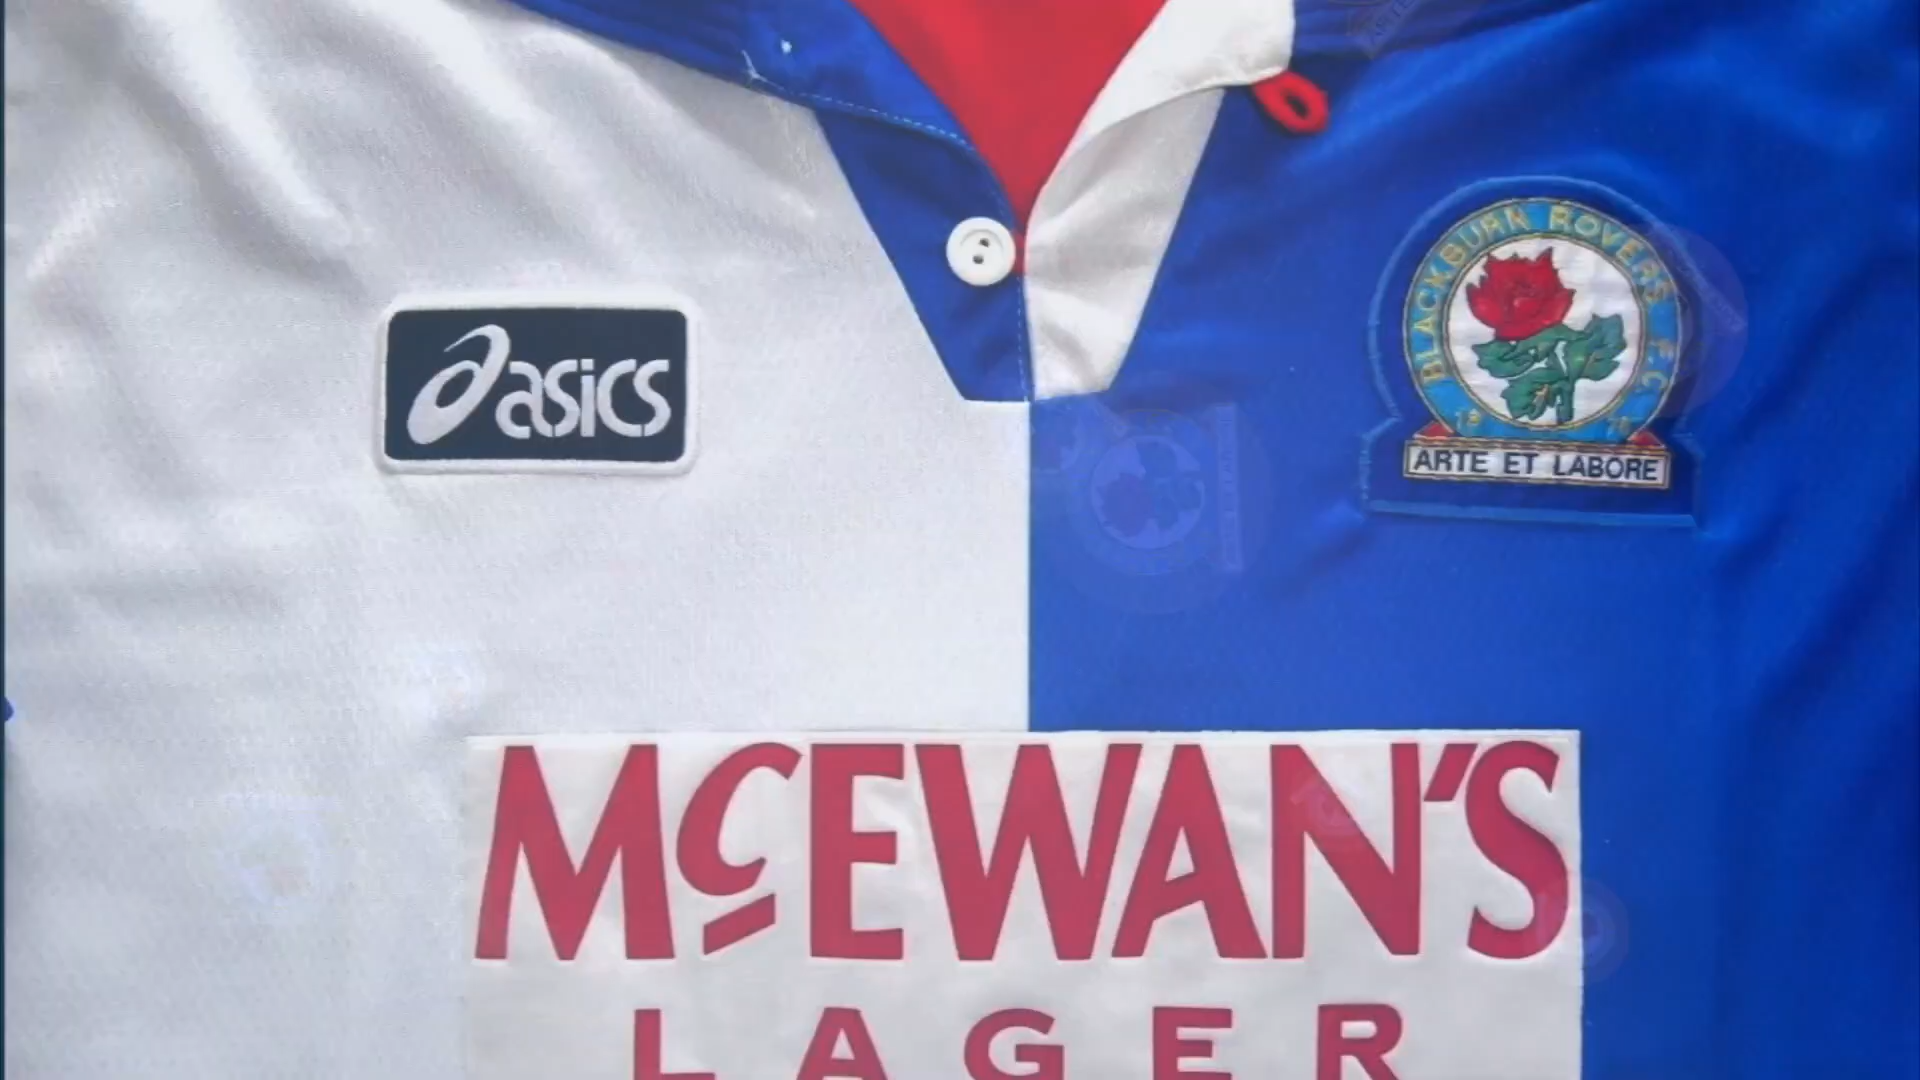 asics
BLACKBURN ROVERS F.C.
18 75
ARTE ET LABORE
McEWAN'S
LAGER